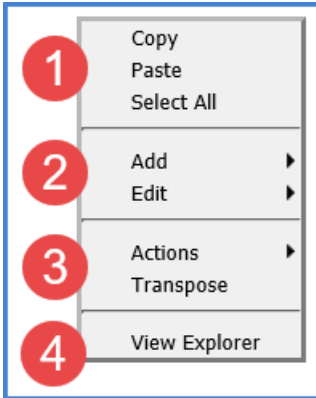 1
Copy
Paste
Select All
2
Add
Edit
3
Actions
Transpose
4
View Explorer